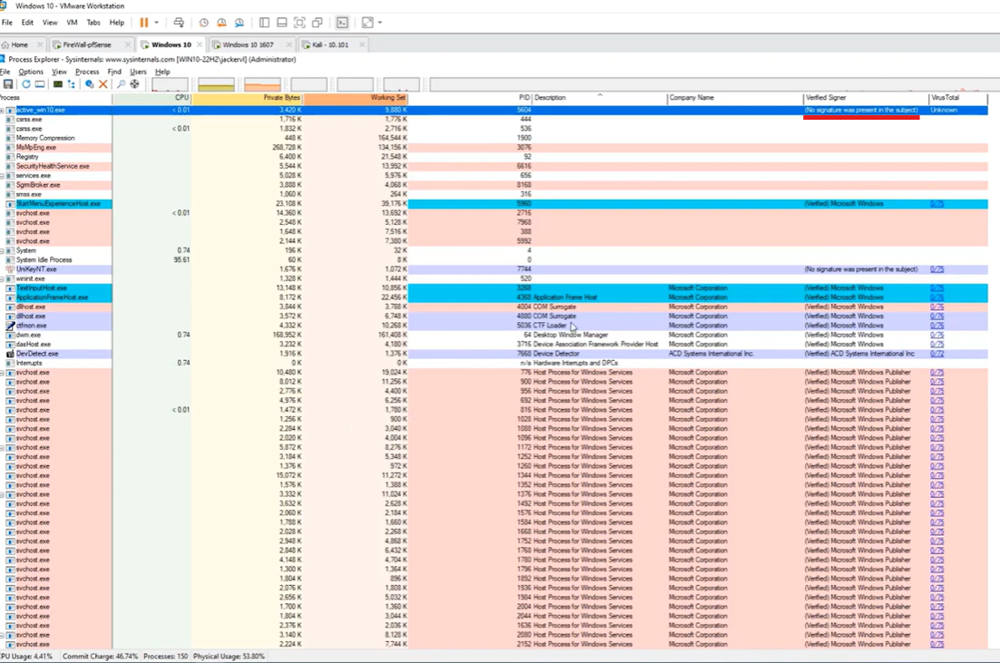 Windows 10 - VMware Workstation
File Edit View VM Tabs Help
Home FireWall-pfSense Windows 10 Windows 10 1607 Kali - 10.101
Process Explorer - Sysinternals: www.sysinternals.com [WIN10-22H2\jackervl] (Administrator)
File Options View Process Find Users Help
Process CPU Private Bytes Working Set PID Description Company Name Verified Signer VirusTotal
active_win10.exe < 0.01 3,420 K 9,880 K 5604 (No signature was present in the subject) Unknown
csrss.exe 1,716 K 1,776 K 444
csrss.exe < 0.01 1,832 K 2,716 K 536
Memory Compression 448 K 164,544 K 1900
MsMpEng.exe 268,728 K 134,156 K 3076
Registry 6,400 K 21,548 K 92
SecurityHealthService.exe 5,544 K 13,992 K 6616
services.exe 5,028 K 5,976 K 656
SgrmBroker.exe 3,888 K 4,068 K 8168
smss.exe 1,060 K 264 K 316
StartMenuExperienceHost.exe 23,108 K 39,176 K 5960 (Verified) Microsoft Windows 0/75
svchost.exe < 0.01 14,360 K 13,692 K 2716
svchost.exe 2,548 K 5,128 K 7968
svchost.exe 1,648 K 7,516 K 388
svchost.exe 2,144 K 7,380 K 5992
System 0.74 196 K 32 K 4
System Idle Process 95.61 60 K 8 K 0
UniKeyNT.exe 1,676 K 1,072 K 7744 (No signature was present in the subject) 0/75
wininit.exe 1,328 K 1,444 K 520
TextInputHost.exe 13,148 K 10,856 K 3268 Microsoft Corporation (Verified) Microsoft Windows 0/76
ApplicationFrameHost.exe 8,172 K 22,456 K 4368 Application Frame Host Microsoft Corporation (Verified) Microsoft Windows 0/76
dllhost.exe 3,844 K 3,788 K 4004 COM Surrogate Microsoft Corporation (Verified) Microsoft Windows 0/76
dllhost.exe 3,572 K 6,748 K 4880 COM Surrogate Microsoft Corporation (Verified) Microsoft Windows 0/76
ctfmon.exe 4,332 K 10,268 K 5036 CTF Loader Microsoft Corporation (Verified) Microsoft Windows 0/76
dwm.exe 0.74 168,952 K 161,408 K 64 Desktop Window Manager Microsoft Corporation (Verified) Microsoft Windows 0/76
dasHost.exe 3,232 K 4,180 K 3716 Device Association Framework Provider Host Microsoft Corporation (Verified) Microsoft Windows 0/75
DevDetect.exe 1,916 K 1,376 K 7668 Device Detector ACD Systems International Inc. (Verified) ACD Systems International Inc 0/72
Interrupts 0.74 0 K 0 K n/a Hardware Interrupts and DPCs
svchost.exe 10,480 K 19,024 K 776 Host Process for Windows Services Microsoft Corporation (Verified) Microsoft Windows Publisher 0/75
svchost.exe 8,012 K 11,256 K 900 Host Process for Windows Services Microsoft Corporation (Verified) Microsoft Windows Publisher 0/75
svchost.exe 2,776 K 4,400 K 956 Host Process for Windows Services Microsoft Corporation (Verified) Microsoft Windows Publisher 0/75
svchost.exe 4,976 K 6,256 K 692 Host Process for Windows Services Microsoft Corporation (Verified) Microsoft Windows Publisher 0/75
svchost.exe < 0.01 1,472 K 1,780 K 816 Host Process for Windows Services Microsoft Corporation (Verified) Microsoft Windows Publisher 0/75
svchost.exe 1,256 K 900 K 1028 Host Process for Windows Services Microsoft Corporation (Verified) Microsoft Windows Publisher 0/75
svchost.exe 2,284 K 3,040 K 1088 Host Process for Windows Services Microsoft Corporation (Verified) Microsoft Windows Publisher 0/75
svchost.exe 2,020 K 4,004 K 1096 Host Process for Windows Services Microsoft Corporation (Verified) Microsoft Windows Publisher 0/75
svchost.exe 5,872 K 8,276 K 1172 Host Process for Windows Services Microsoft Corporation (Verified) Microsoft Windows Publisher 0/75
svchost.exe 3,184 K 5,348 K 1252 Host Process for Windows Services Microsoft Corporation (Verified) Microsoft Windows Publisher 0/75
svchost.exe 1,376 K 972 K 1260 Host Process for Windows Services Microsoft Corporation (Verified) Microsoft Windows Publisher 0/75
svchost.exe 15,072 K 11,272 K 1344 Host Process for Windows Services Microsoft Corporation (Verified) Microsoft Windows Publisher 0/75
svchost.exe 1,576 K 1,388 K 1352 Host Process for Windows Services Microsoft Corporation (Verified) Microsoft Windows Publisher 0/75
svchost.exe 3,332 K 11,024 K 1376 Host Process for Windows Services Microsoft Corporation (Verified) Microsoft Windows Publisher 0/75
svchost.exe 3,632 K 2,628 K 1492 Host Process for Windows Services Microsoft Corporation (Verified) Microsoft Windows Publisher 0/75
svchost.exe 2,060 K 2,184 K 1576 Host Process for Windows Services Microsoft Corporation (Verified) Microsoft Windows Publisher 0/75
svchost.exe 1,788 K 1,660 K 1584 Host Process for Windows Services Microsoft Corporation (Verified) Microsoft Windows Publisher 0/75
svchost.exe 2,028 K 2,268 K 1668 Host Process for Windows Services Microsoft Corporation (Verified) Microsoft Windows Publisher 0/75
svchost.exe 2,948 K 4,868 K 1752 Host Process for Windows Services Microsoft Corporation (Verified) Microsoft Windows Publisher 0/75
svchost.exe 2,848 K 6,432 K 1768 Host Process for Windows Services Microsoft Corporation (Verified) Microsoft Windows Publisher 0/75
svchost.exe 4,148 K 4,704 K 1780 Host Process for Windows Services Microsoft Corporation (Verified) Microsoft Windows Publisher 0/75
svchost.exe 1,300 K 1,364 K 1796 Host Process for Windows Services Microsoft Corporation (Verified) Microsoft Windows Publisher 0/75
svchost.exe 1,804 K 896 K 1892 Host Process for Windows Services Microsoft Corporation (Verified) Microsoft Windows Publisher 0/75
svchost.exe 2,076 K 1,808 K 1936 Host Process for Windows Services Microsoft Corporation (Verified) Microsoft Windows Publisher 0/75
svchost.exe 2,656 K 5,032 K 1984 Host Process for Windows Services Microsoft Corporation (Verified) Microsoft Windows Publisher 0/75
svchost.exe 1,700 K 1,360 K 2004 Host Process for Windows Services Microsoft Corporation (Verified) Microsoft Windows Publisher 0/75
svchost.exe 1,804 K 3,044 K 2044 Host Process for Windows Services Microsoft Corporation (Verified) Microsoft Windows Publisher 0/75
svchost.exe 2,376 K 2,036 K 1636 Host Process for Windows Services Microsoft Corporation (Verified) Microsoft Windows Publisher 0/75
svchost.exe 3,140 K 8,128 K 2080 Host Process for Windows Services Microsoft Corporation (Verified) Microsoft Windows Publisher 0/75
svchost.exe 2,224 K 7,744 K 2152 Host Process for Windows Services Microsoft Corporation (Verified) Microsoft Windows Publisher 0/75
CPU Usage: 4.41% Commit Charge: 46.74% Processes: 150 Physical Usage: 53.80%